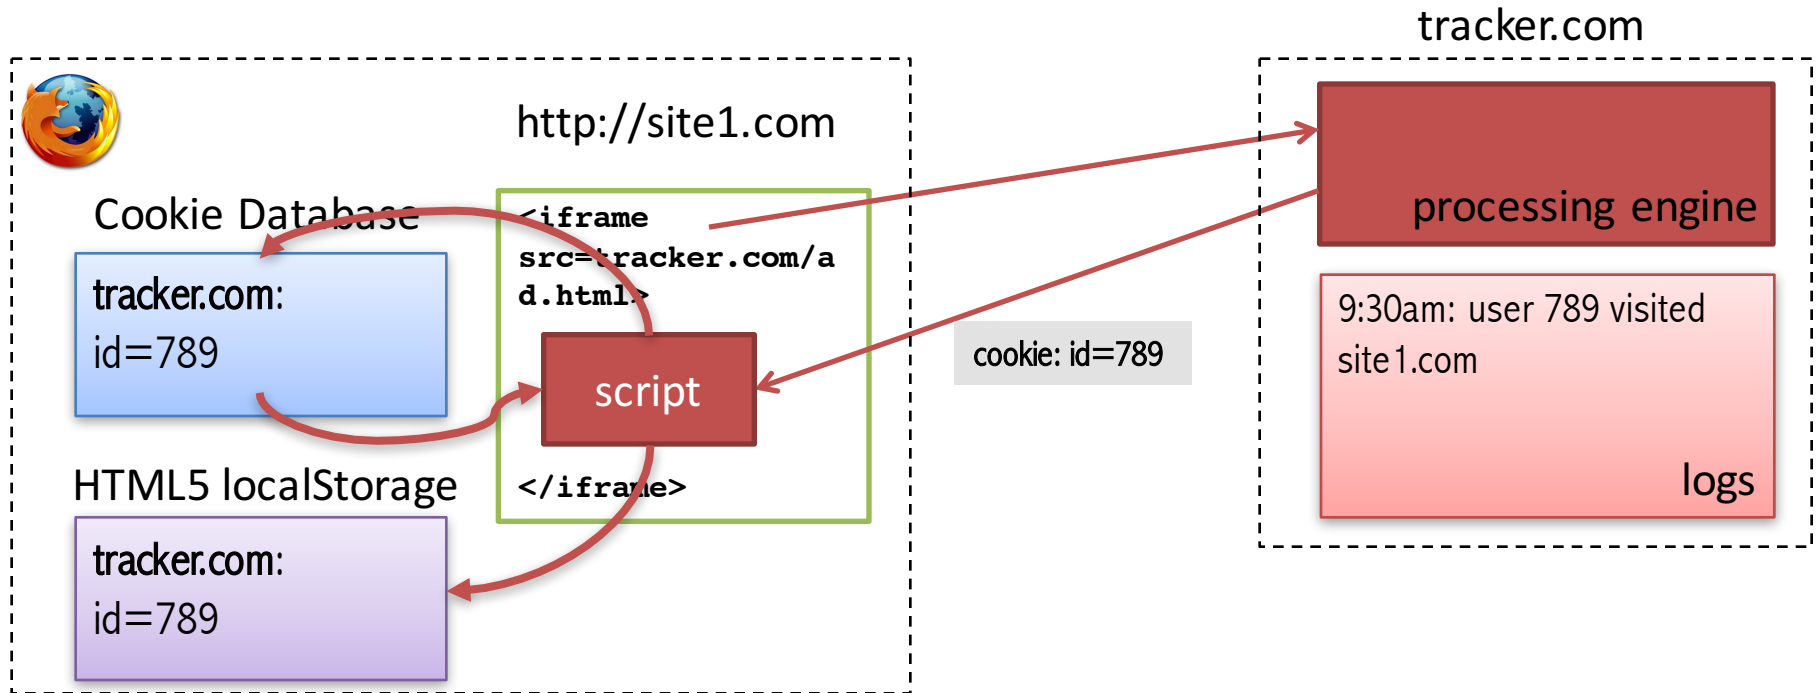 tracker.com
http://site1.com
Cookie Database
tracker.com:
id=789
HTML5 localStorage
tracker.com:
id=789
<iframe
src=tracker.com/a
d.html>
script
</iframe>
cookie: id=789
processing engine
9:30am: user 789 visited
site1.com
logs